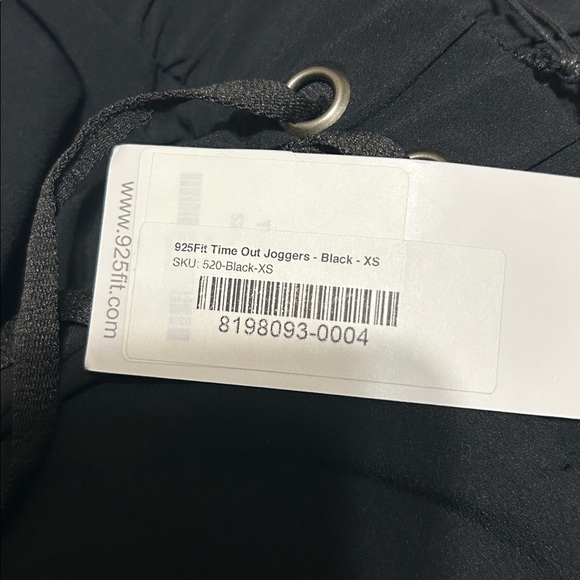 www.925fit.com
925Fit Time Out Joggers - Black - XS
SKU: 520-Black-XS
8198093-0004